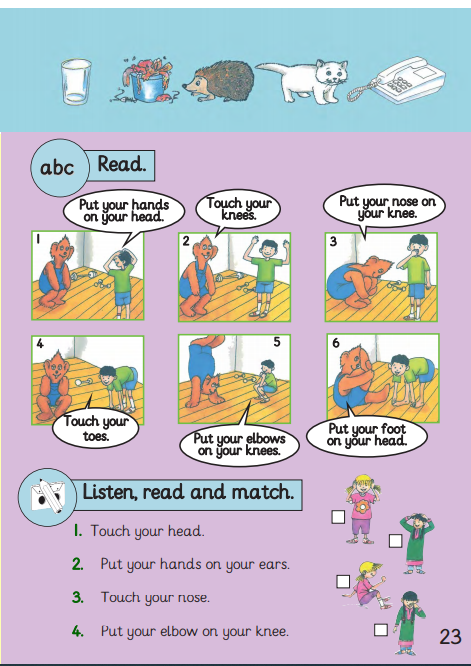 abc
Read.
Put your hands
on your head.
Touch your
knees.
Put your nose on
your knee.
1
2
3
4
Touch your
toes.
5
Put your elbows
on your knees.
6
Put your foot
on your head.
Listen, read and match.
1. Touch your head.
2. Put your hands on your ears.
3. Touch your nose.
4. Put your elbow on your knee.
23